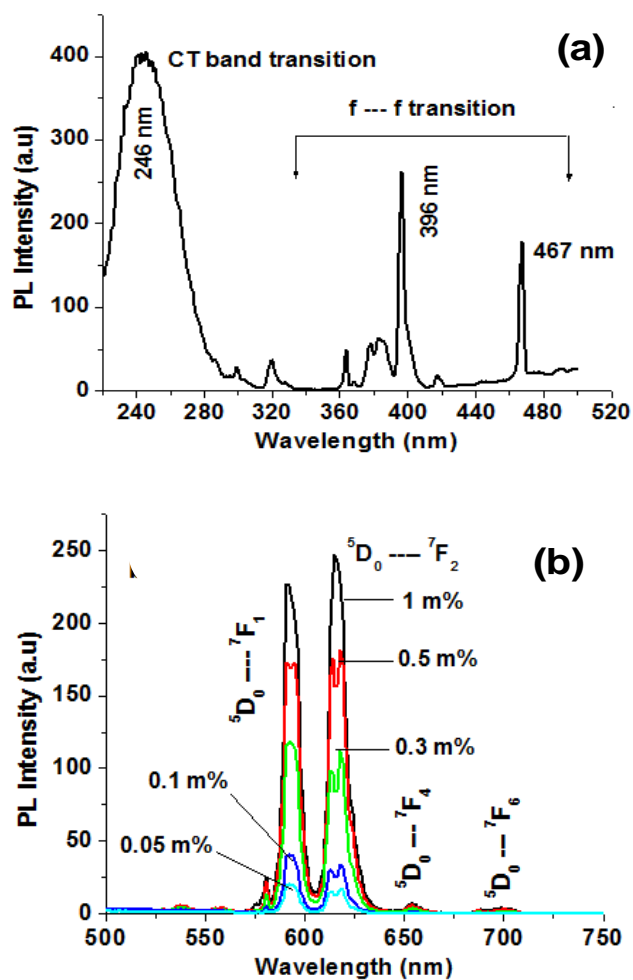 (a)
CT band transition
f --- f transition
246 nm
396 nm
467 nm
PL Intensity (a.u)
400
300
200
100
0
240 280 320 360 400 440 480 520
Wavelength (nm)
(b)
⁵D₀ ---- ⁷F₂
1 m%
⁵D₀ ---- ⁷F₁
0.5 m%
0.3 m%
0.1 m%
0.05 m%
⁵D₀ --- ⁷F₄
⁵D₀ --- ⁷F₆
PL Intensity (a.u)
250
200
150
100
50
0
500 550 600 650 700 750
Wavelength (nm)